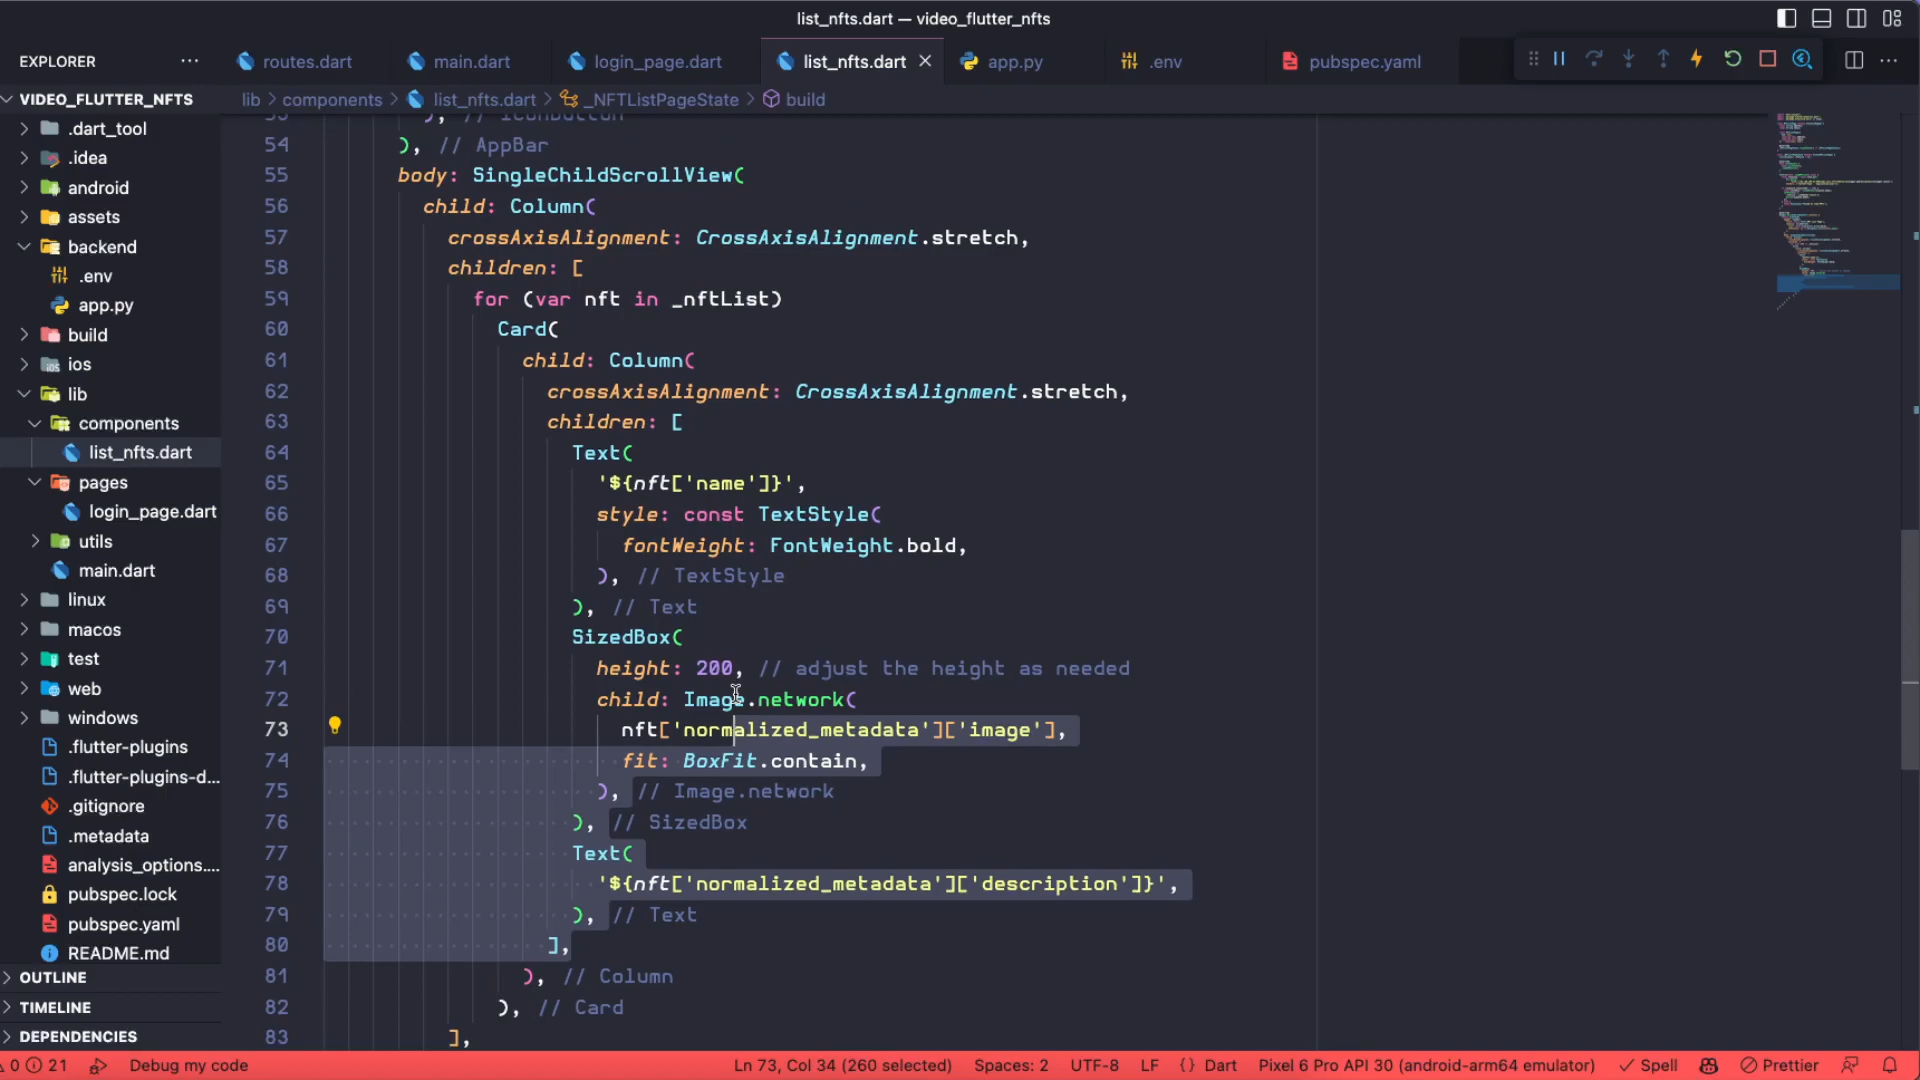 list_nfts.dart — video_flutter_nfts
EXPLORER
routes.dart
main.dart
login_page.dart
list_nfts.dart
app.py
.env
pubspec.yaml
VIDEO_FLUTTER_NFTS
lib > components > list_nfts.dart > _NFTListPageState > build
.dart_tool
.idea
android
assets
backend
.env
app.py
build
ios
lib
components
list_nfts.dart
pages
login_page.dart
utils
main.dart
linux
macos
test
web
windows
.flutter-plugins
.flutter-plugins-d...
.gitignore
.metadata
analysis_options....
pubspec.lock
pubspec.yaml
README.md
OUTLINE
TIMELINE
DEPENDENCIES
53 ), // IconButton
54 ), // AppBar
55 body: SingleChildScrollView(
56 child: Column(
57 crossAxisAlignment: CrossAxisAlignment.stretch,
58 children: [
59 for (var nft in _nftList)
60 Card(
61 child: Column(
62 crossAxisAlignment: CrossAxisAlignment.stretch,
63 children: [
64 Text(
65 '${nft['name']}',
66 style: const TextStyle(
67 fontWeight: FontWeight.bold,
68 ), // TextStyle
69 ), // Text
70 SizedBox(
71 height: 200, // adjust the height as needed
72 child: Image.network(
73 nft['normalized_metadata']['image'],
74 fit: BoxFit.contain,
75 ), // Image.network
76 ), // SizedBox
77 Text(
78 '${nft['normalized_metadata']['description']}',
79 ), // Text
80 ],
81 ), // Column
82 ), // Card
83 ],
0 21 Debug my code Ln 73, Col 34 (260 selected) Spaces: 2 UTF-8 LF {} Dart Pixel 6 Pro API 30 (android-arm64 emulator) Spell Prettier